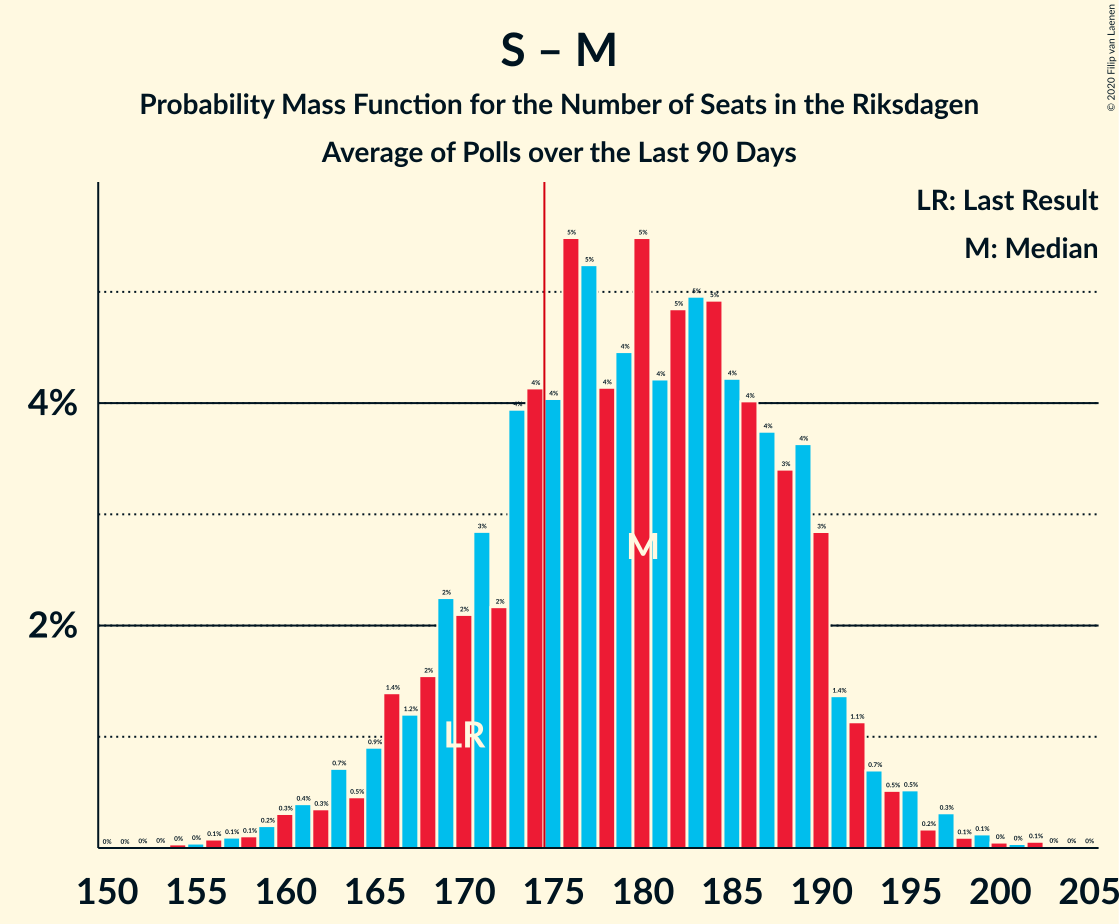 S – M
Probability Mass Function for the Number of Seats in the Riksdagen
Average of Polls over the Last 90 Days
© 2020 Filip van Laenen
LR: Last Result
M: Median
4%
2%
0% 0% 0% 0% 0% 0% 0.1% 0.1% 0.1% 0.2% 0.3% 0.4% 0.3% 0.7% 0.5% 0.9% 1.4% 1.2% 2% 2% 2% 3% 2% 4% 4% 4% 5% 5% 4% 4% 5% 4% 5% 5% 5% 4% 4% 4% 3% 4% 3% 1.4% 1.1% 0.7% 0.5% 0.5% 0.2% 0.3% 0.1% 0.1% 0% 0% 0.1% 0% 0% 0%
M
LR
150 155 160 165 170 175 180 185 190 195 200 205